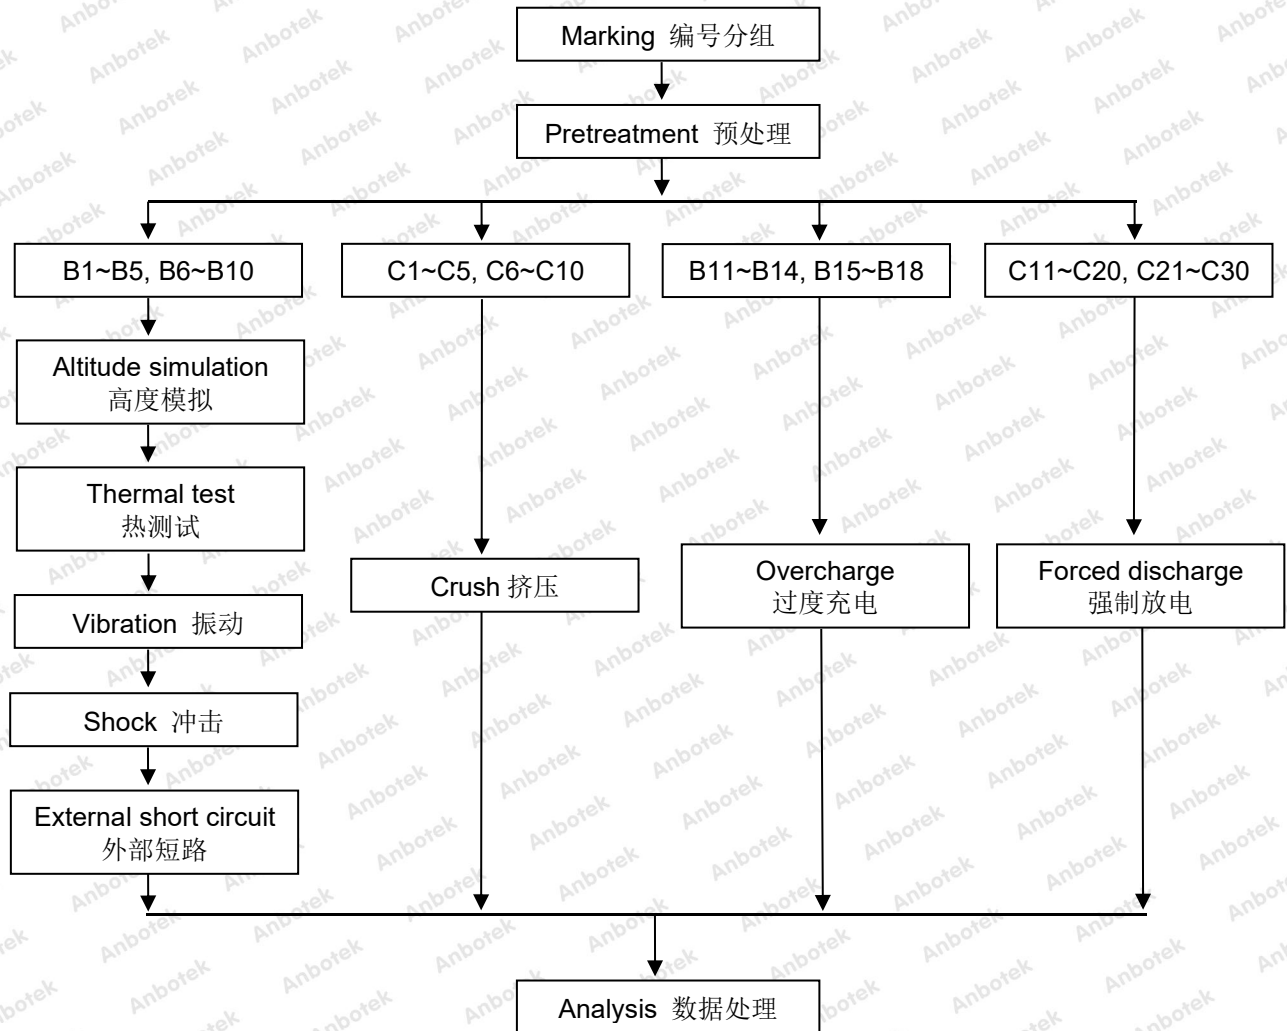 Marking 编号分组
Pretreatment 预处理
B1~B5, B6~B10
C1~C5, C6~C10
B11~B14, B15~B18
C11~C20, C21~C30
Altitude simulation
高度模拟
Thermal test
热测试
Vibration 振动
Shock 冲击
External short circuit
外部短路
Crush 挤压
Overcharge
过度充电
Forced discharge
强制放电
Analysis 数据处理
Anbotek